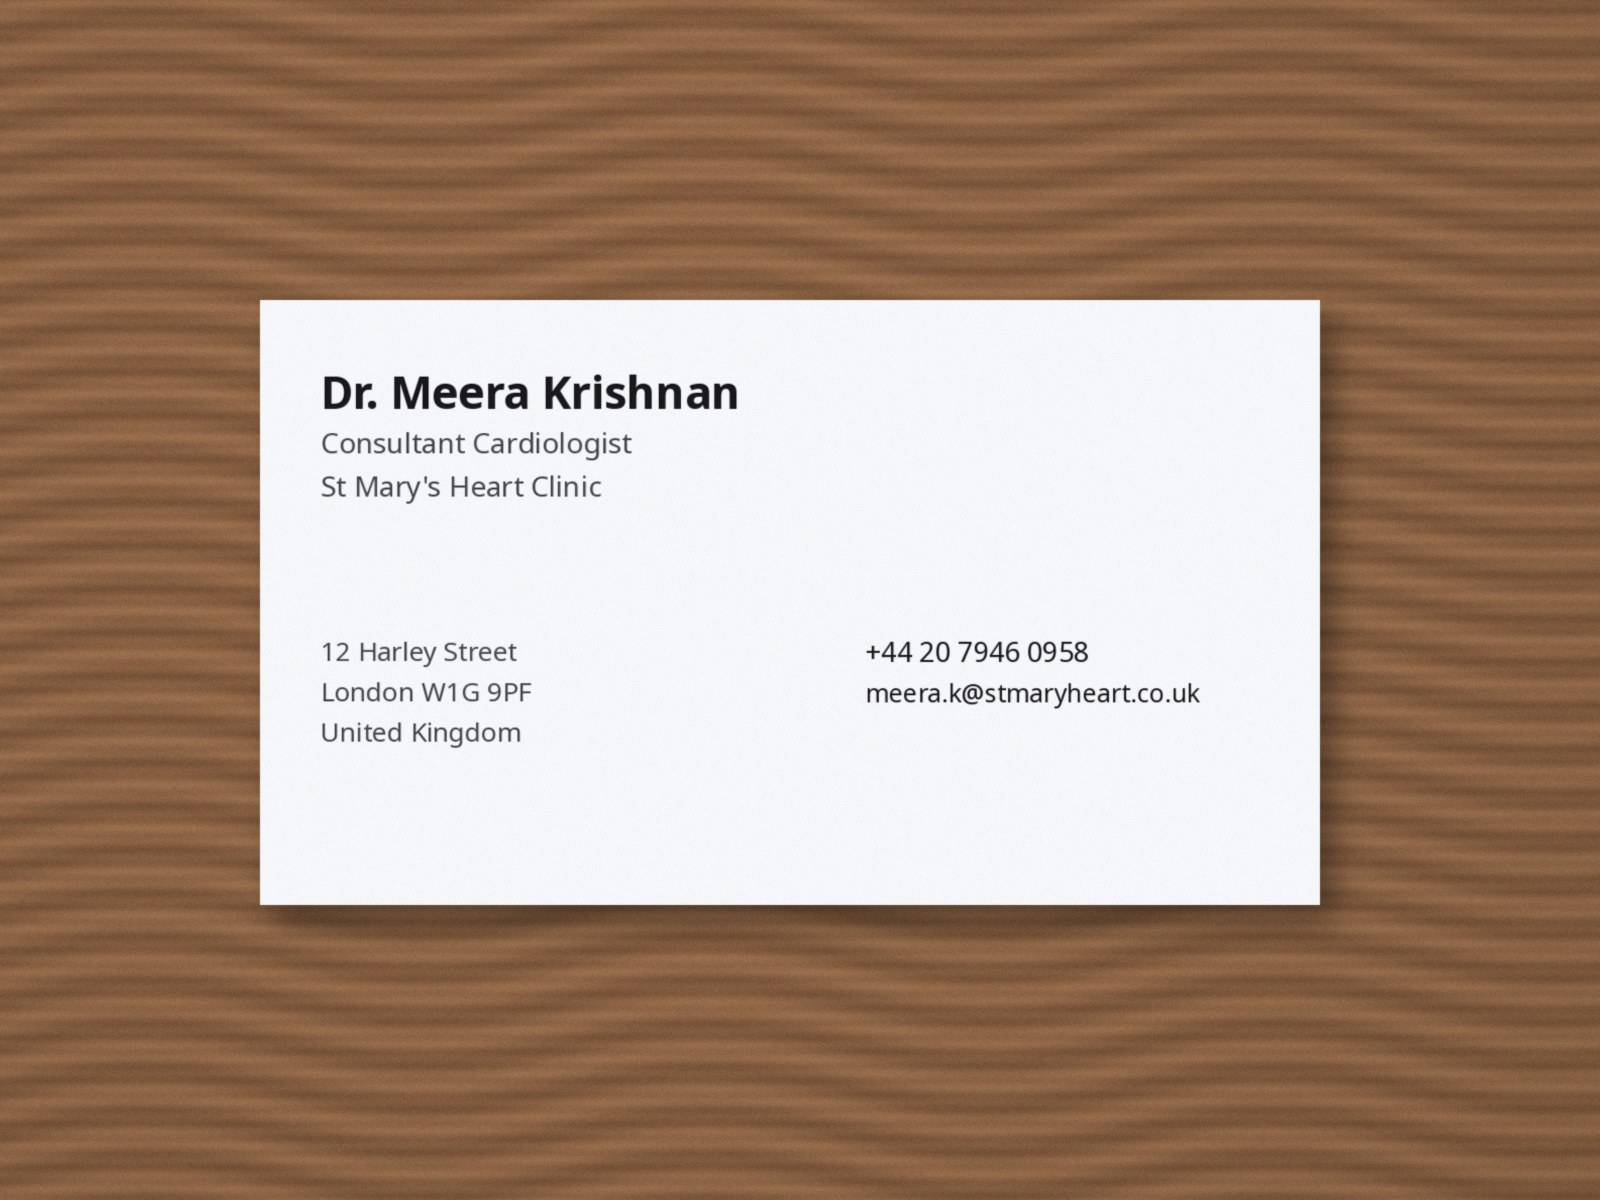 Dr. Meera Krishnan
Consultant Cardiologist
St Mary's Heart Clinic
12 Harley Street
London W1G 9PF
United Kingdom
+44 20 7946 0958
meera.k@stmaryheart.co.uk